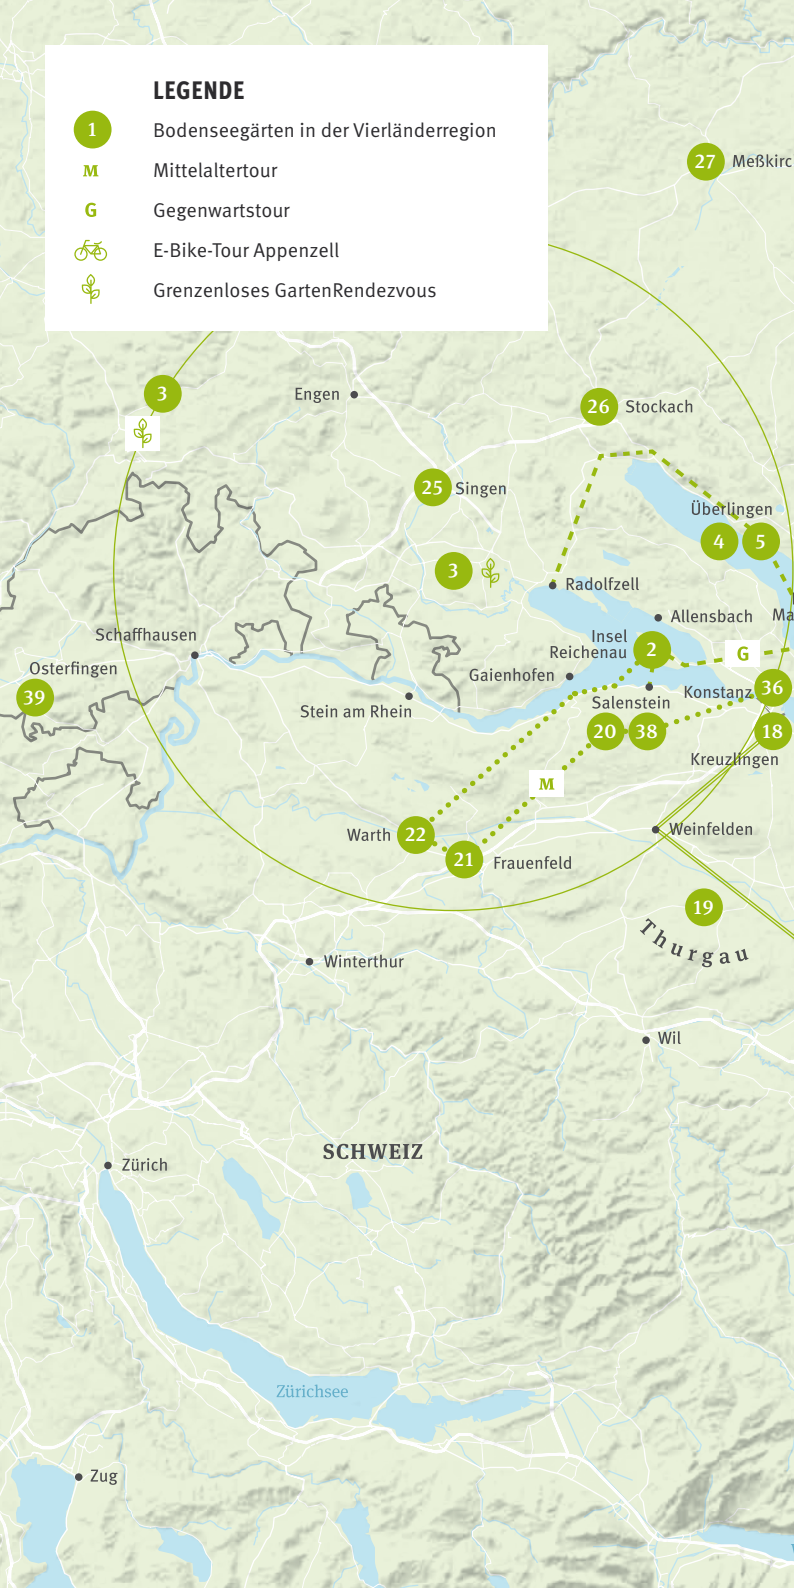 LEGENDE
1 Bodenseegärten in der Vierländerregion
M Mittelaltertour
G Gegenwartstour
E-Bike-Tour Appenzell
Grenzenloses GartenRendezvous
27 Meßkirc
3
Engen
26 Stockach
25 Singen
Überlingen
4 5
3
Radolfzell
Allensbach
Ma
Schaffhausen
Insel
Reichenau
2
G
Osterfingen
39
Gaienhofen
Konstanz 36
Salenstein
Stein am Rhein
20 38
18
Kreuzlingen
M
Warth 22
Weinfelden
21 Frauenfeld
19
Thurgau
Winterthur
Wil
SCHWEIZ
Zürich
Zürichsee
Zug